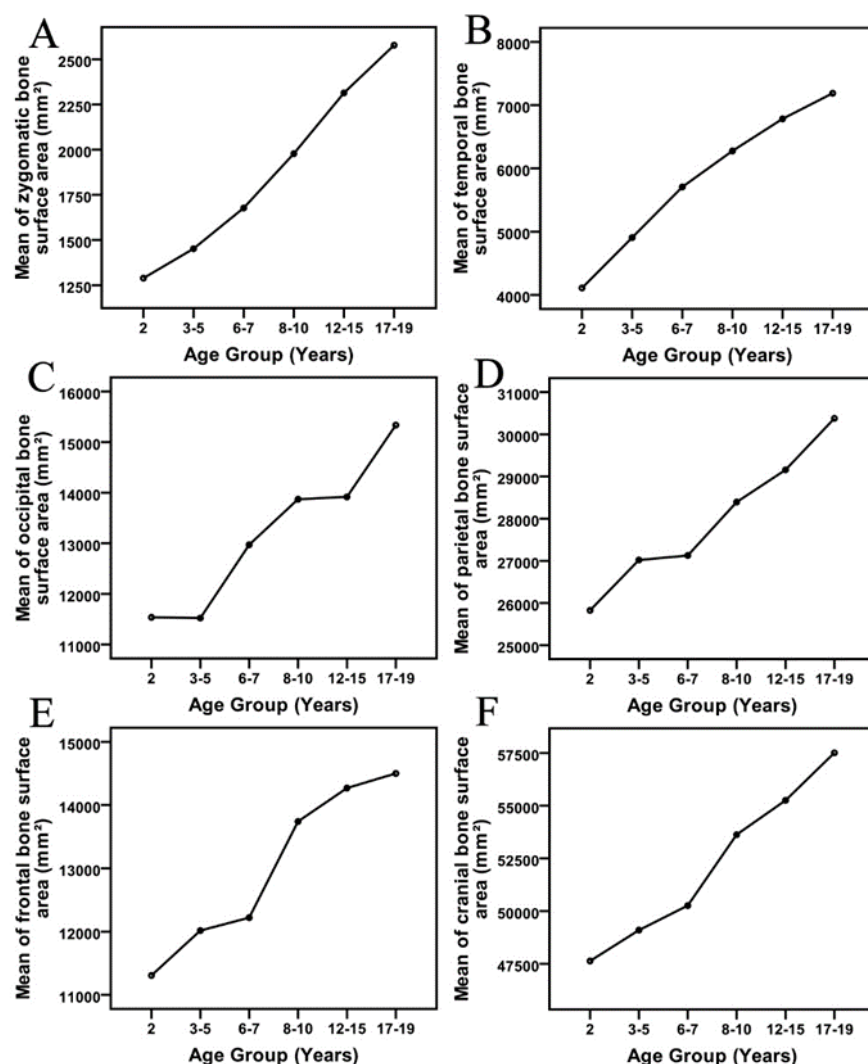 A
Mean of zygomatic bone
surface area (mm²)
2500
2250
2000
1750
1500
1250
2 3-5 6-7 8-10 12-15 17-19
Age Group (Years)
B
Mean of temporal bone
surface area (mm²)
8000
7000
6000
5000
4000
2 3-5 6-7 8-10 12-15 17-19
Age Group (Years)
C
Mean of occipital bone
surface area (mm²)
16000
15000
14000
13000
12000
11000
2 3-5 6-7 8-10 12-15 17-19
Age Group (Years)
D
Mean of parietal bone surface
area (mm²)
31000
30000
29000
28000
27000
26000
25000
2 3-5 6-7 8-10 12-15 17-19
Age Group (Years)
E
Mean of frontal bone surface
area (mm²)
15000
14000
13000
12000
11000
2 3-5 6-7 8-10 12-15 17-19
Age Group (Years)
F
Mean of cranial bone surface
area (mm²)
57500
55000
52500
50000
47500
2 3-5 6-7 8-10 12-15 17-19
Age Group (Years)